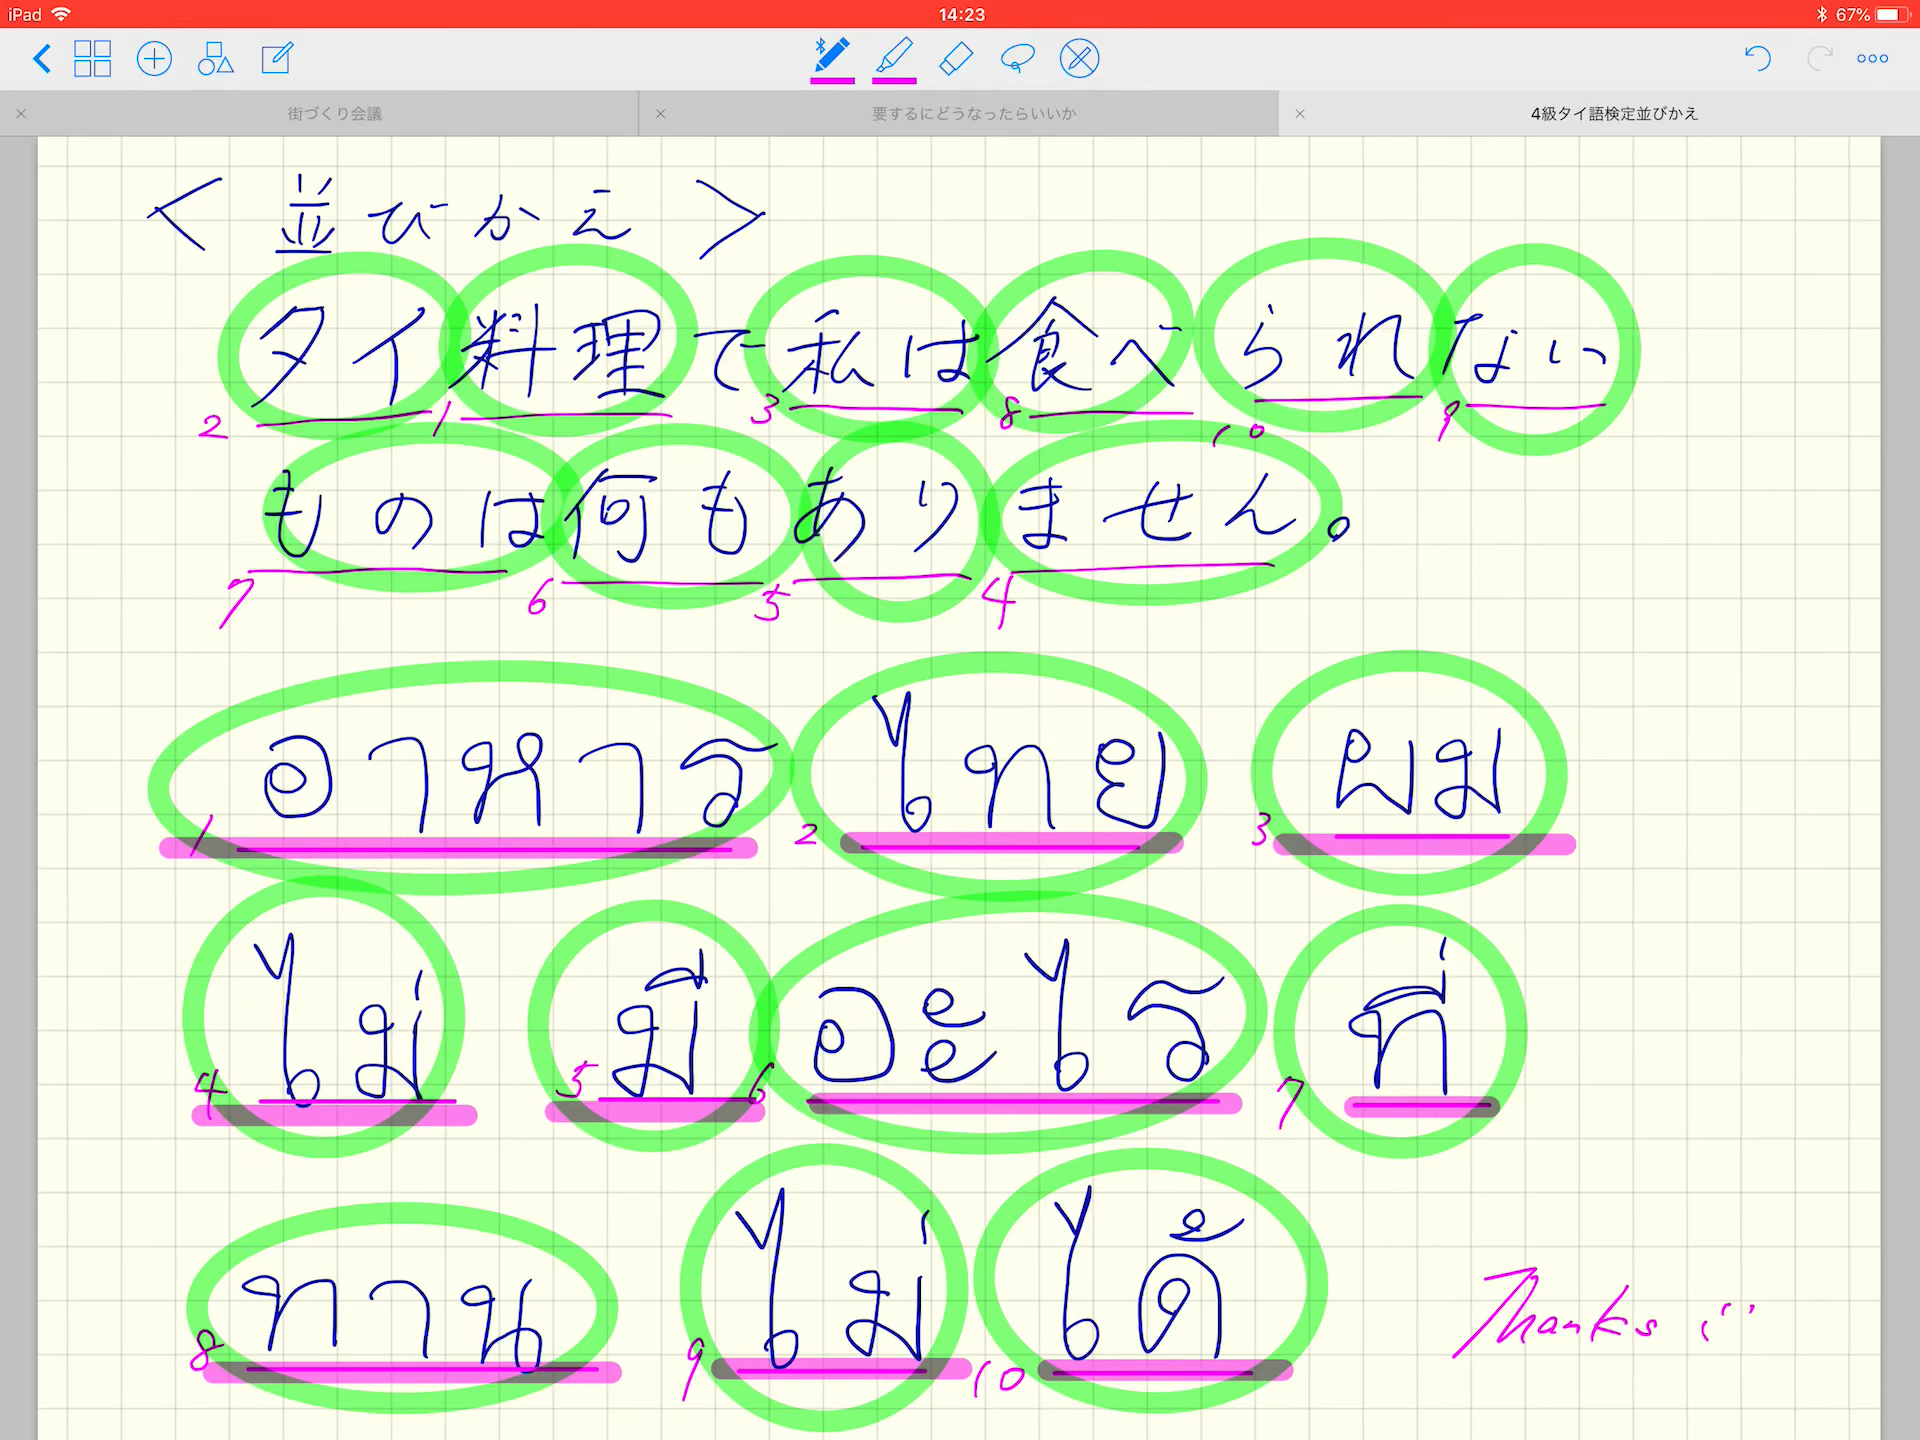 iPad 14:23 67%
街づくり会議 要するにどうなったらいいか 4級タイ語検定並びかえ
< 並びかえ >
タイ料理で私は食べられない
2 1 3 8 10 9
ものは何もありません。
7 6 5 4
อาหาร ไทย ผม
1 2 3
ไม่ มี อะไร ที่
4 5 6 7
ทาน ไม่ ได้
8 9 10
Thanks